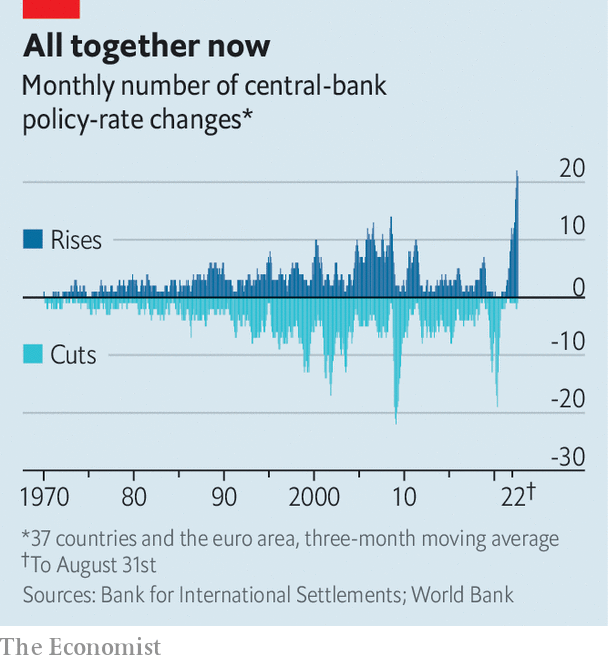 All together now
Monthly number of central-bank
policy-rate changes*
20
Rises
10
0
Cuts
-10
-20
-30
1970 80 90 2000 10 22†
*37 countries and the euro area, three-month moving average
†To August 31st
Sources: Bank for International Settlements; World Bank
The Economist